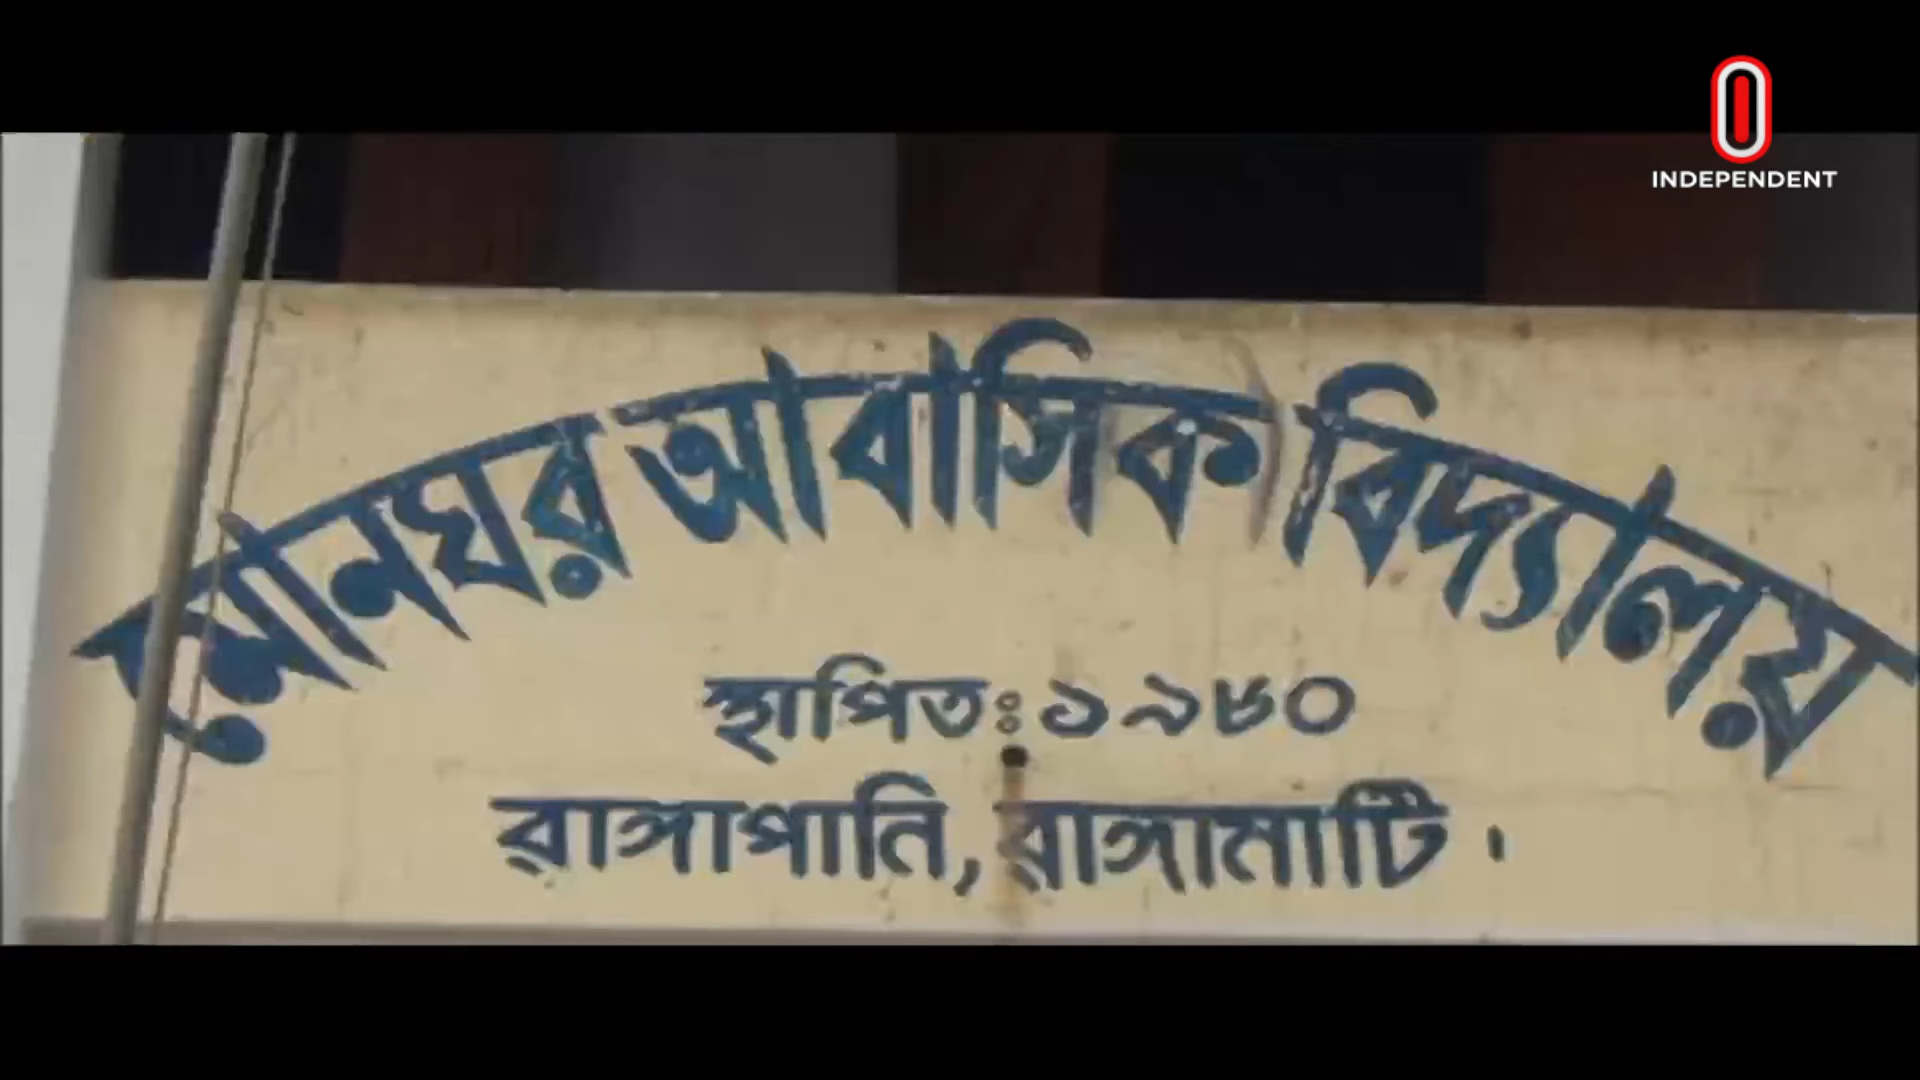 INDEPENDENT
মোনঘর আবাসিক বিদ্যালয়
স্থাপিতঃ ১৯৮০
রাঙ্গাপানি, রাঙ্গামাটি ।